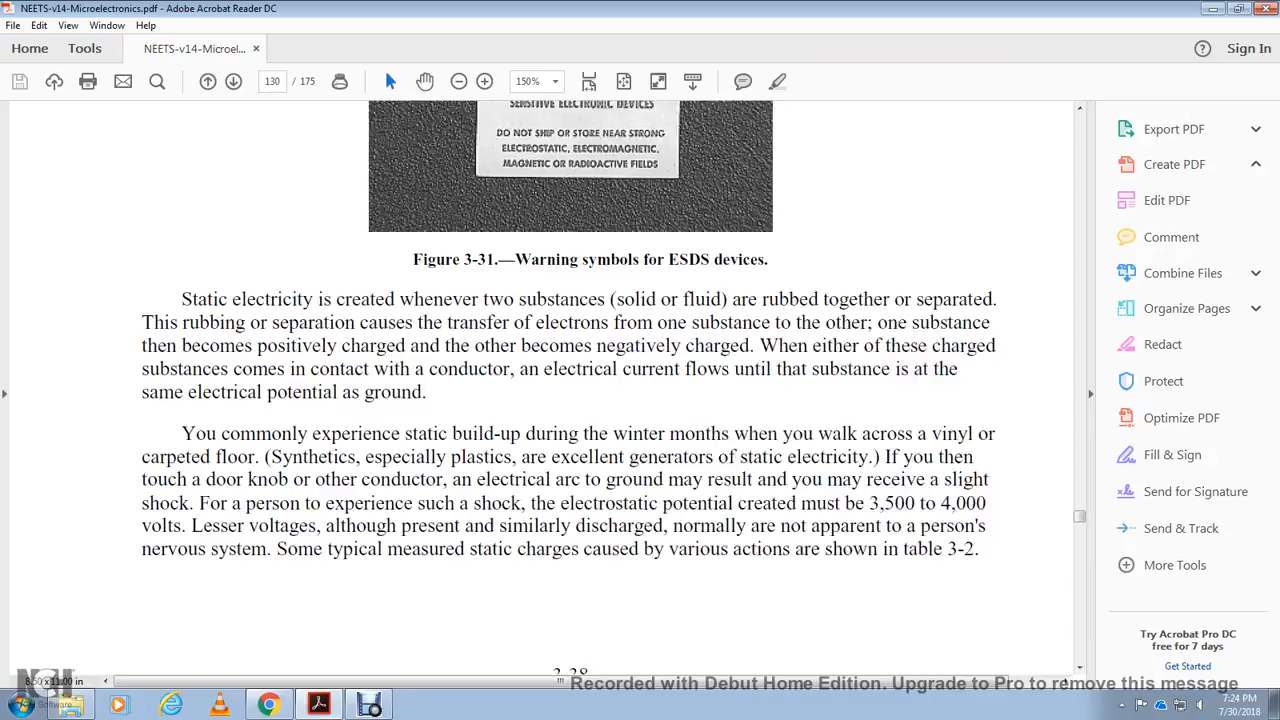 NEETS-v14-Microelectronics.pdf - Adobe Acrobat Reader DC
File Edit View Window Help
Home Tools NEETS-v14-Microel... × Sign In
130 / 175 150%
SENSITIVE ELECTRONIC DEVICES
DO NOT SHIP OR STORE NEAR STRONG
ELECTROSTATIC, ELECTROMAGNETIC,
MAGNETIC OR RADIOACTIVE FIELDS
Figure 3-31.—Warning symbols for ESDS devices.
Static electricity is created whenever two substances (solid or fluid) are rubbed together or separated.
This rubbing or separation causes the transfer of electrons from one substance to the other; one substance
then becomes positively charged and the other becomes negatively charged. When either of these charged
substances comes in contact with a conductor, an electrical current flows until that substance is at the
same electrical potential as ground.
You commonly experience static build-up during the winter months when you walk across a vinyl or
carpeted floor. (Synthetics, especially plastics, are excellent generators of static electricity.) If you then
touch a door knob or other conductor, an electrical arc to ground may result and you may receive a slight
shock. For a person to experience such a shock, the electrostatic potential created must be 3,500 to 4,000
volts. Lesser voltages, although present and similarly discharged, normally are not apparent to a person's
nervous system. Some typical measured static charges caused by various actions are shown in table 3-2.
3-38
Export PDF
Create PDF
Edit PDF
Comment
Combine Files
Organize Pages
Redact
Protect
Optimize PDF
Fill & Sign
Send for Signature
Send & Track
More Tools
Try Acrobat Pro DC
free for 7 days
Get Started
8.50 x 11.00 in
NCH
Software
Recorded with Debut Home Edition. Upgrade to Pro to remove this message
7:24 PM
7/30/2018